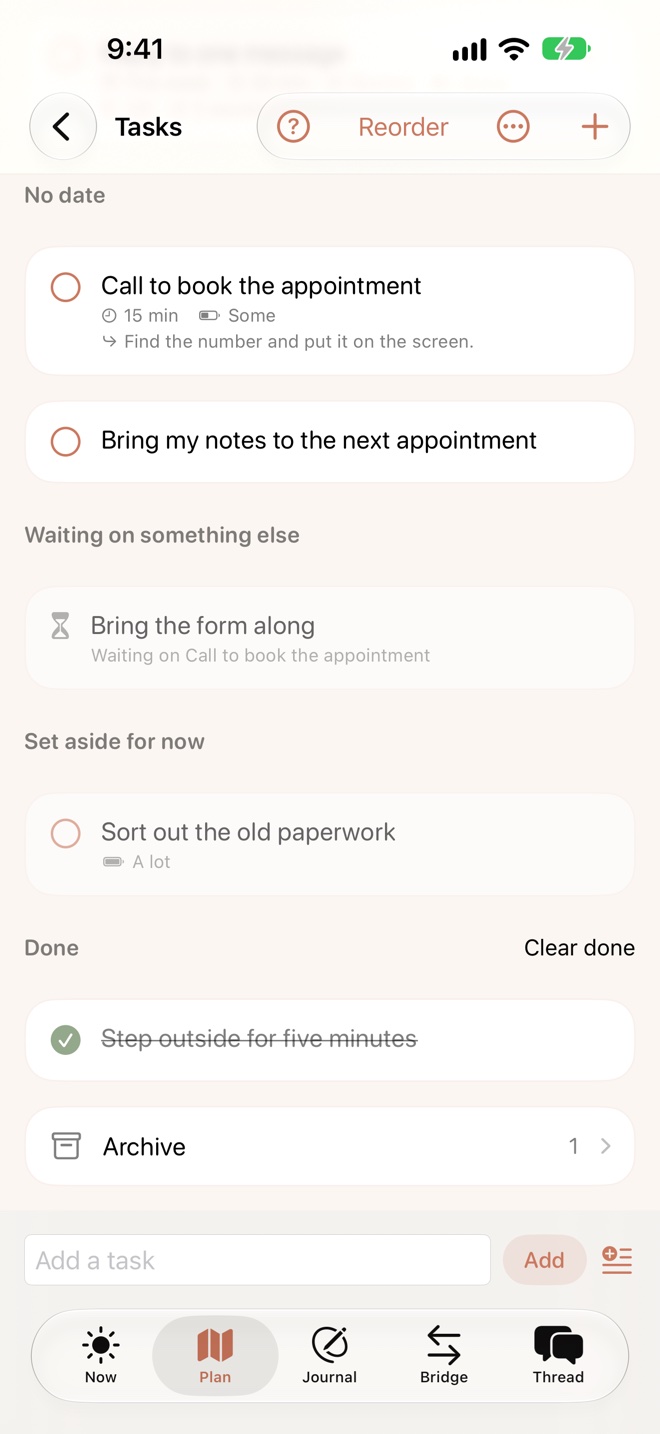 9:41
Tasks
?
Reorder
No date
Call to book the appointment
15 min Some
Find the number and put it on the screen.
Bring my notes to the next appointment
Waiting on something else
Bring the form along
Waiting on Call to book the appointment
Set aside for now
Sort out the old paperwork
A lot
Done
Clear done
Step outside for five minutes
Archive
1
Add a task
Add
Now
Plan
Journal
Bridge
Thread